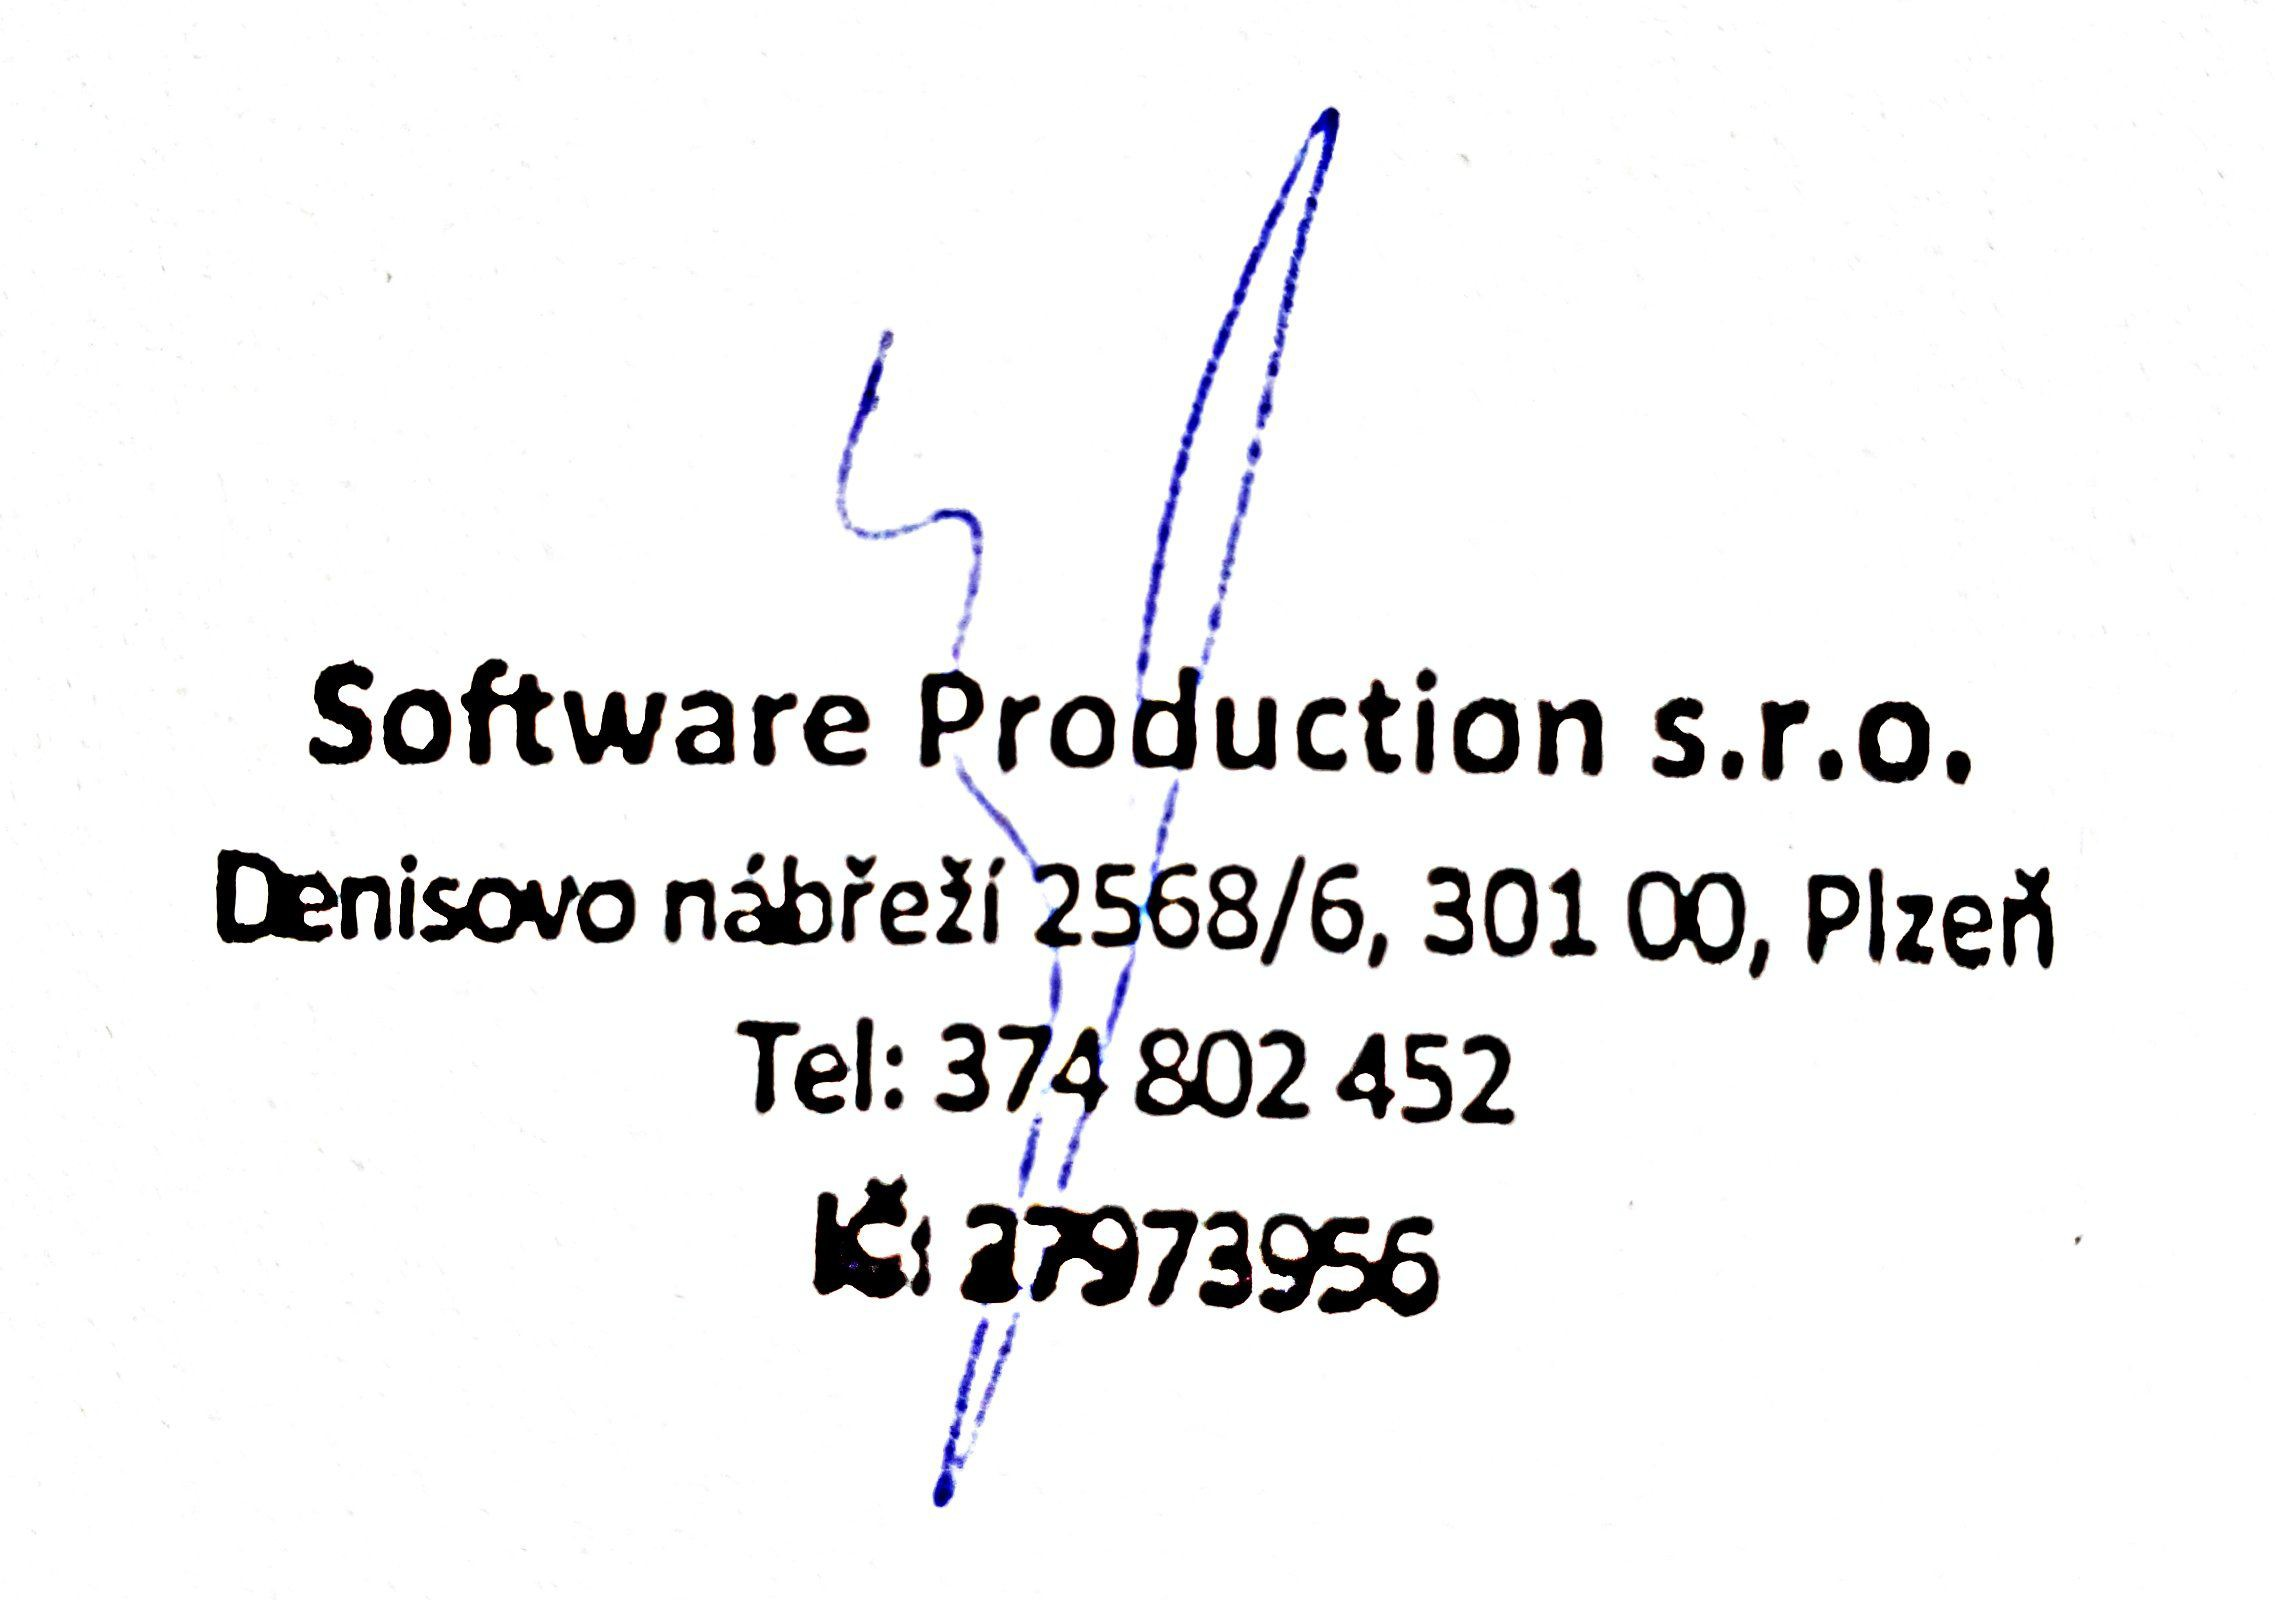 Software Production s.r.o.
Denisovo nábřeží 2568/6, 301 00, Plzeň
Tel: 374 802 452
IČ: 27973956